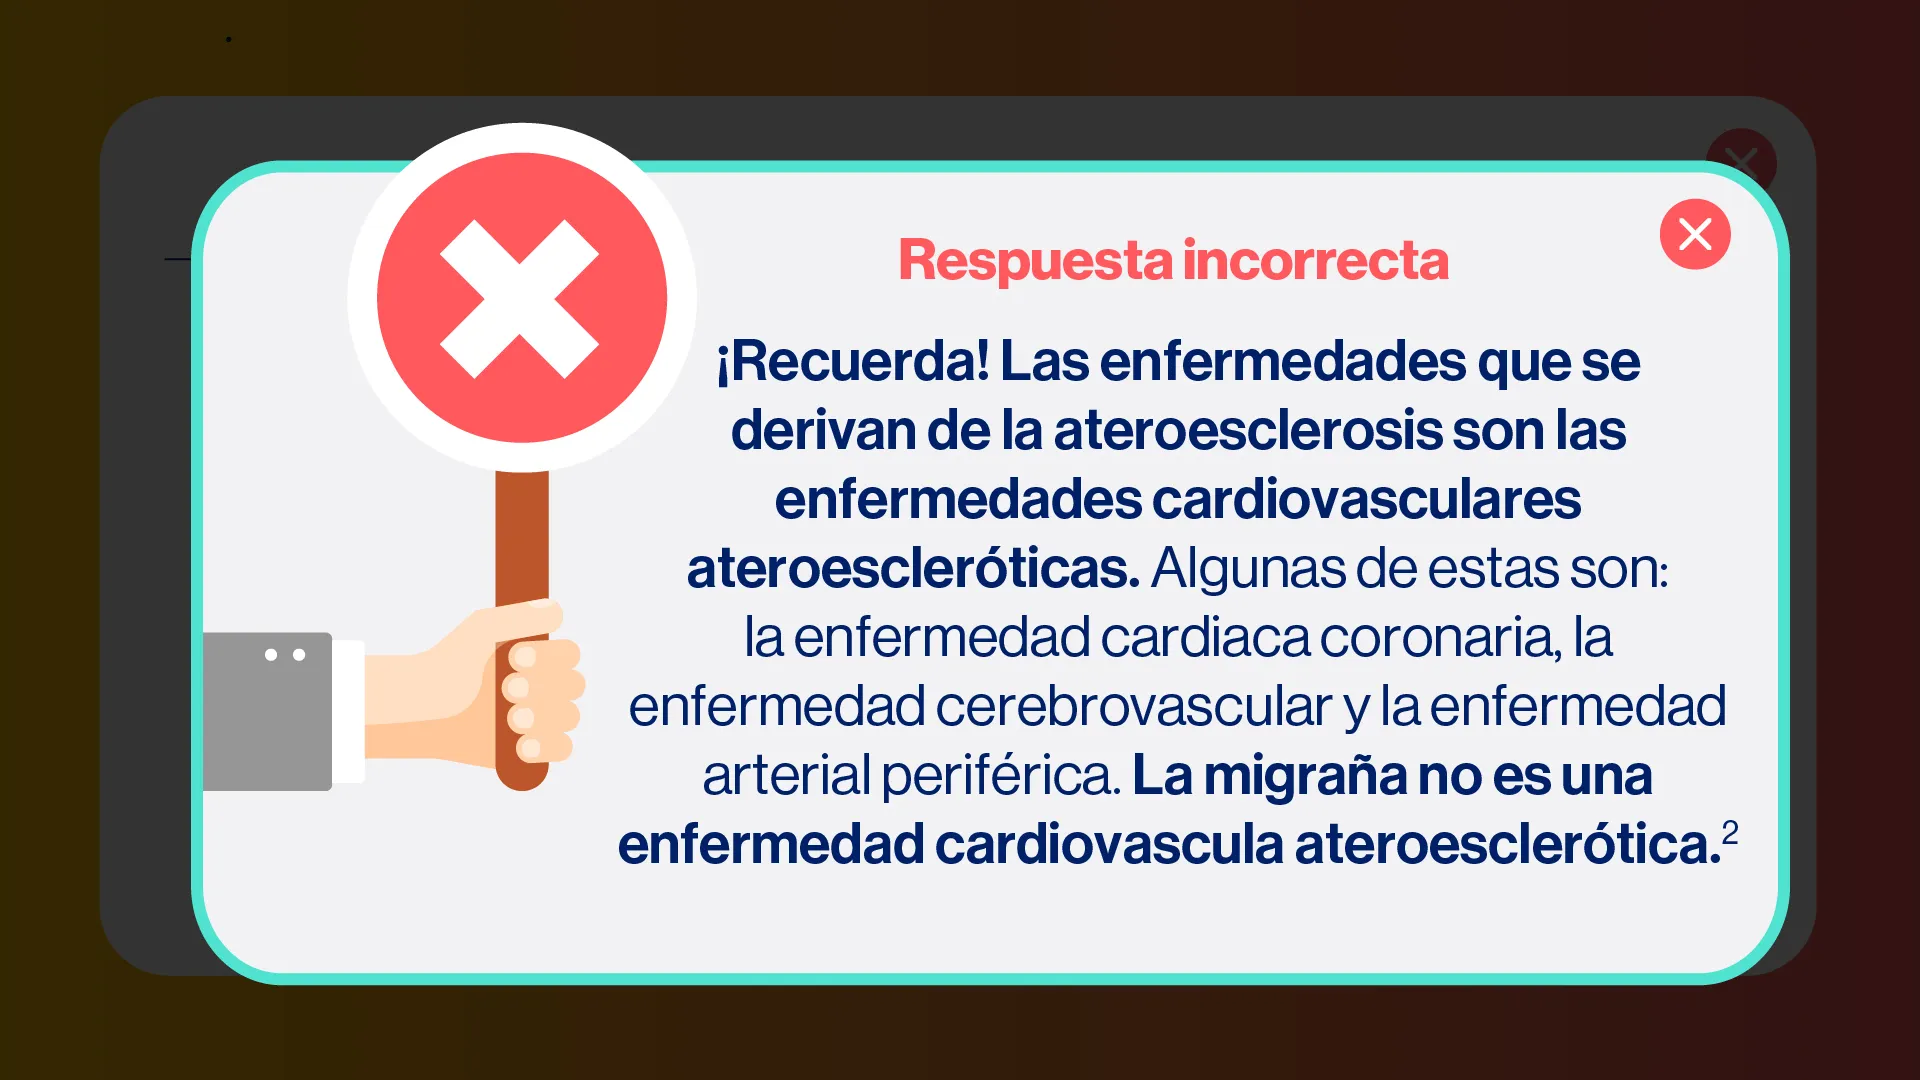 Respuesta incorrecta
¡Recuerda! Las enfermedades que se
derivan de la ateroesclerosis son las
enfermedades cardiovasculares
ateroescleróticas. Algunas de estas son:
la enfermedad cardiaca coronaria, la
enfermedad cerebrovascular y la enfermedad
arterial periférica. La migraña no es una
enfermedad cardiovascula ateroesclerótica.²